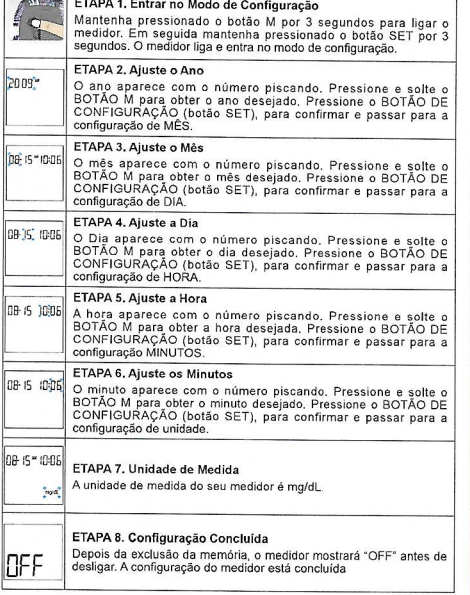 ETAPA 1. Entrar no Modo de Configuração
Mantenha pressionado o botão M por 3 segundos para ligar o
medidor. Em seguida mantenha pressionado o botão SET por 3
segundos. O medidor liga e entra no modo de configuração.
2009
ETAPA 2. Ajuste o Ano
O ano aparece com o número piscando. Pressione e solte o
BOTÃO M para obter o ano desejado. Pressione o BOTÃO DE
CONFIGURAÇÃO (botão SET), para confirmar e passar para a
configuração de MÊS.
08-15 10:06
ETAPA 3. Ajuste o Mês
O mês aparece com o número piscando. Pressione e solte o
BOTÃO M para obter o mês desejado. Pressione o BOTÃO DE
CONFIGURAÇÃO (botão SET), para confirmar e passar para a
configuração de DIA.
08-15 10:06
ETAPA 4. Ajuste a Dia
O Dia aparece com o número piscando. Pressione e solte o
BOTÃO M para obter o dia desejado. Pressione o BOTÃO DE
CONFIGURAÇÃO (botão SET), para confirmar e passar para a
configuração de HORA.
08-15 10:06
ETAPA 5. Ajuste a Hora
A hora aparece com o número piscando. Pressione e solte o
BOTÃO M para obter a hora desejada. Pressione o BOTÃO DE
CONFIGURAÇÃO (botão SET), para confirmar e passar para a
configuração MINUTOS.
08-15 10:06
ETAPA 6. Ajuste os Minutos
O minuto aparece com o número piscando. Pressione e solte o
BOTÃO M para obter o minuto desejado. Pressione o BOTÃO DE
CONFIGURAÇÃO (botão SET), para confirmar e passar para a
configuração de unidade.
08-15 10:06
mg/dL
ETAPA 7. Unidade de Medida
A unidade de medida do seu medidor é mg/dL.
OFF
ETAPA 8. Configuração Concluída
Depois da exclusão da memória, o medidor mostrará “OFF” antes de
desligar. A configuração do medidor está concluída